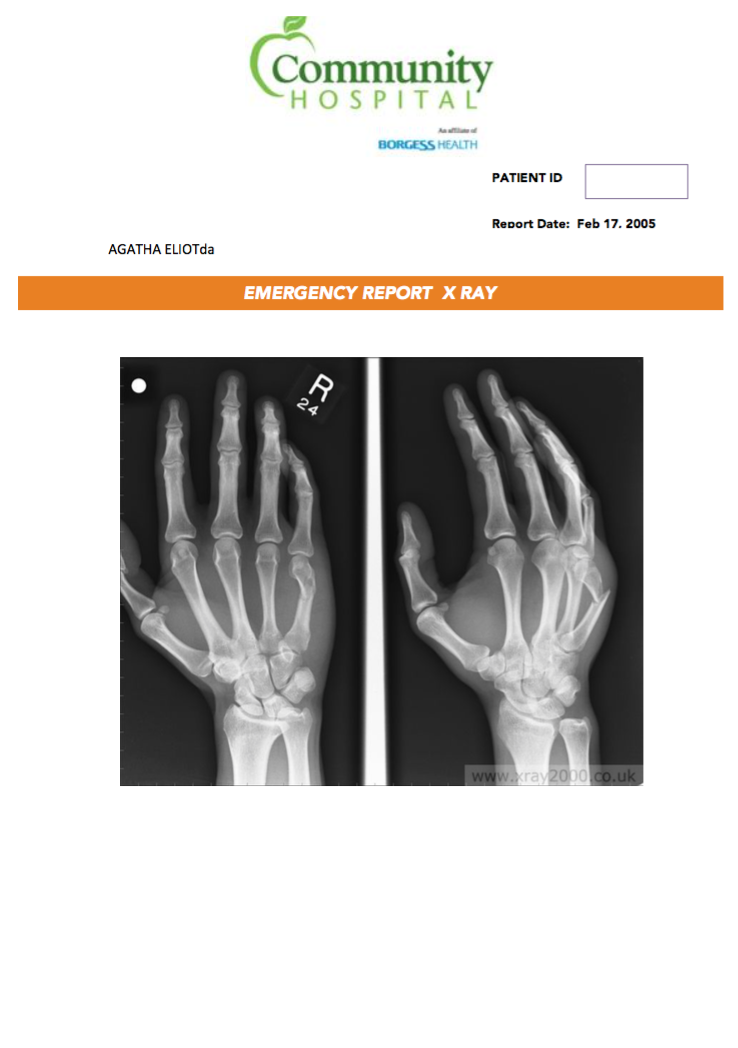 Community
HOSPITAL
An affiliate of
BORGESS HEALTH
PATIENT ID
Report Date: Feb 17, 2005
AGATHA ELIOTda
EMERGENCY REPORT X RAY
R
24
www.xray2000.co.uk